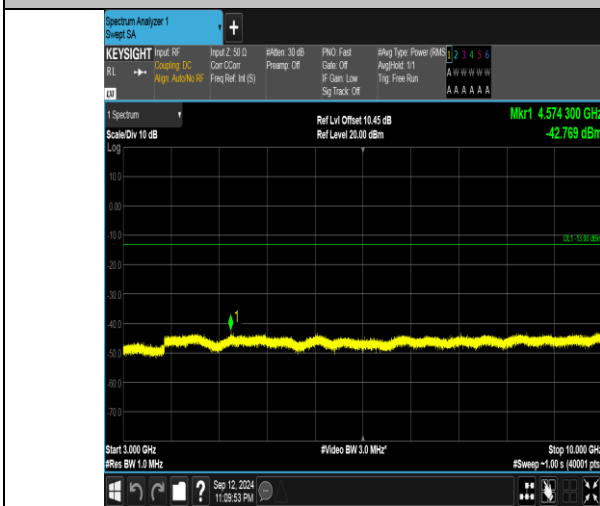 Spectrum Analyzer 1
Swept SA
+
KEYSIGHT Input: RF Input Z: 50 Ω #Atten: 30 dB PNO: Fast #Avg Type: Power (RMS 1 2 3 4 5 6
RL Coupling: DC Corr CCorr Preamp: Off Gate: Off Avg|Hold: 1/1 A W W W W W
Align: Auto/No RF Freq Ref: Int (S) IF Gain: Low Trig: Free Run
LXI Sig Track: Off A A A A A A
1 Spectrum Ref Lvl Offset 10.45 dB Mkr1 4.574 300 GHz
Scale/Div 10 dB Ref Level 20.00 dBm -42.769 dBm
Log
10.0
0.00
-10.0
DL1 -13.00 dBm
-20.0
-30.0
-40.0
1
-50.0
-60.0
-70.0
Start 3.000 GHz #Video BW 3.0 MHz* Stop 10.000 GHz
#Res BW 1.0 MHz #Sweep ~1.00 s (40001 pts
? Sep 12, 2024
11:09:53 PM